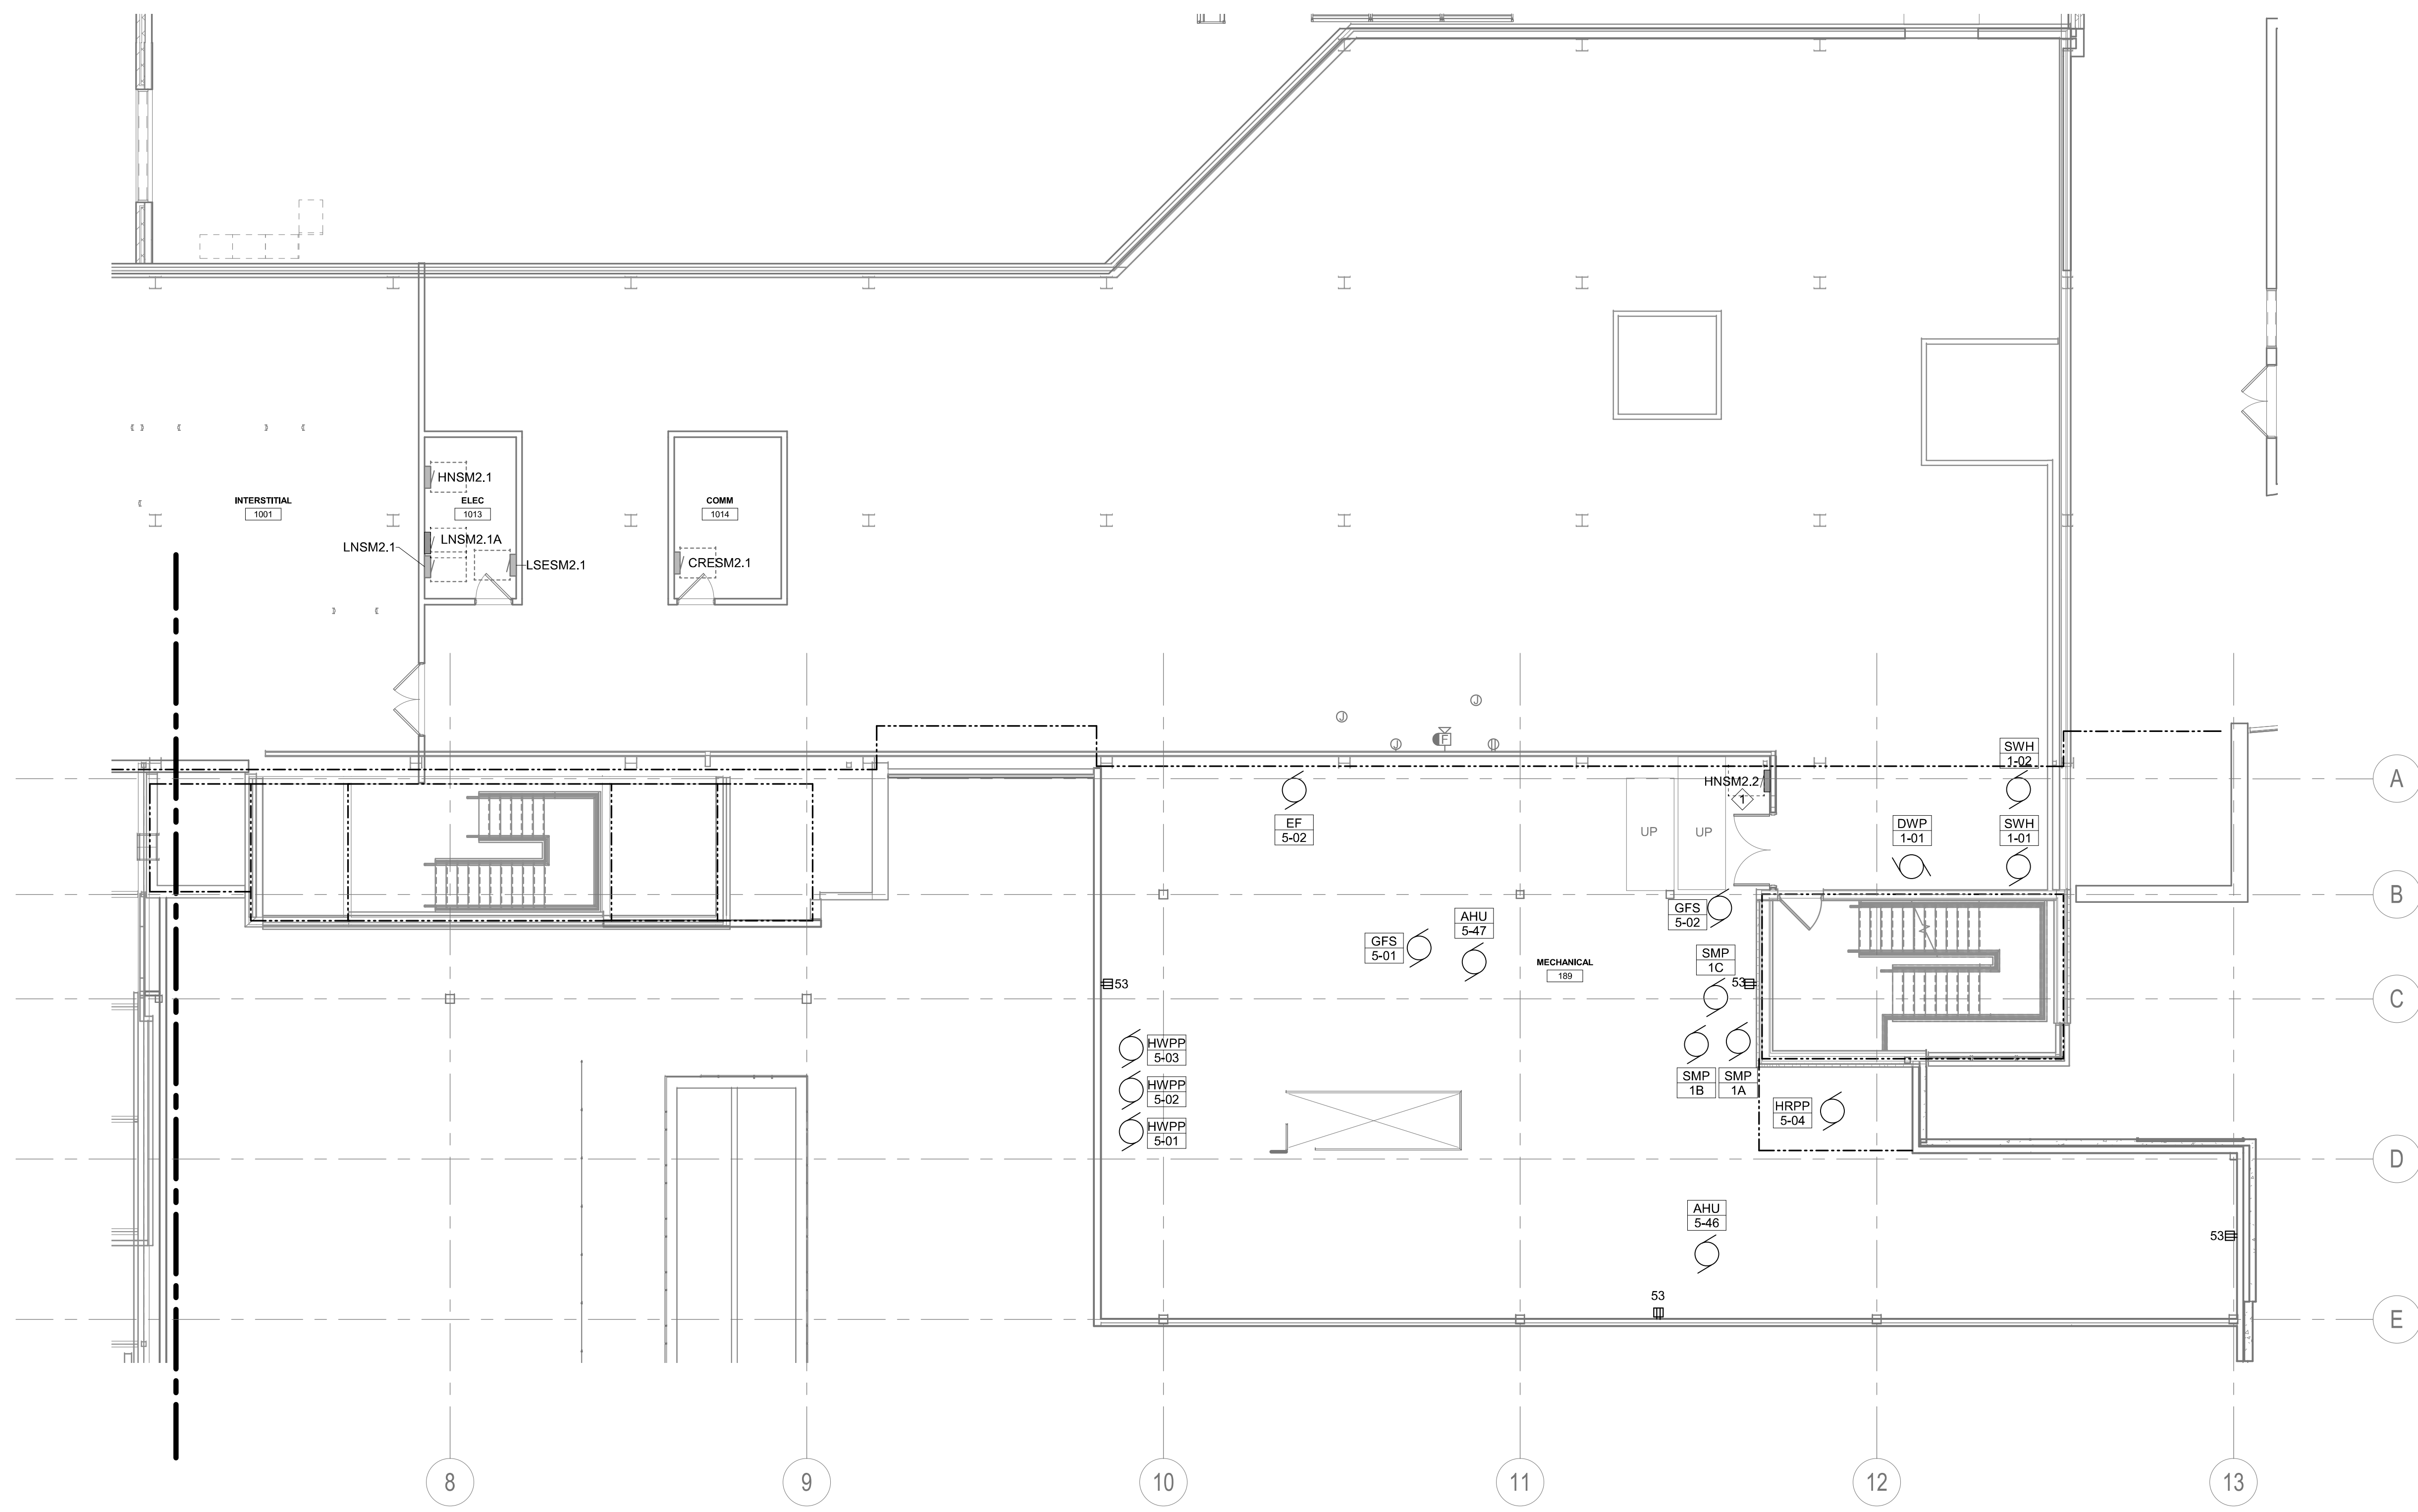 HNSM2.1
INTERSTITIAL
1001
ELEC
1013
COMM
1014
LNSM2.1
LNSM2.1A
LSESM2.1
CRESM2.1
J
J
J
F
SWH
1-02
A
HNSM2.2
1
EF
5-02
UP
UP
DWP
1-01
SWH
1-01
B
GFS
5-02
AHU
5-47
GFS
5-01
SMP
1C
MECHANICAL
189
53
53
C
HWPP
5-03
HWPP
5-02
HWPP
5-01
SMP
1B
SMP
1A
HRPP
5-04
D
AHU
5-46
53
53
E
8
9
10
11
12
13